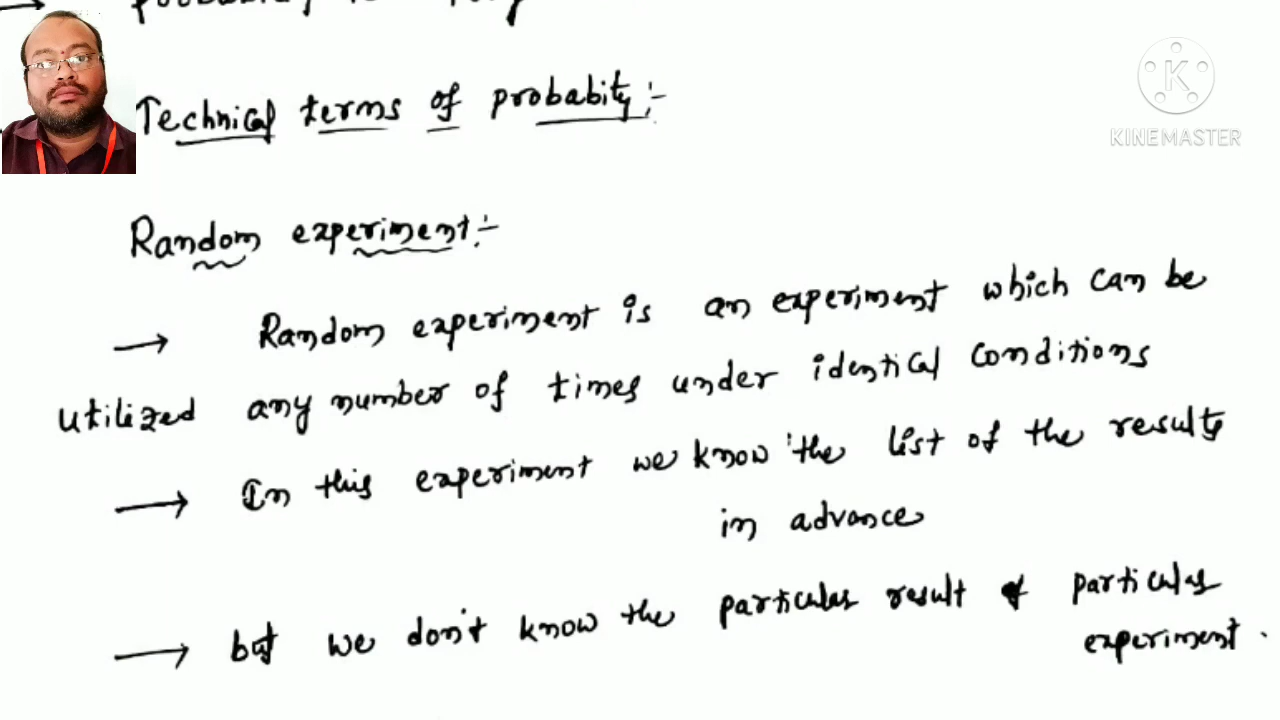 Technical terms of probabity :-
KINEMASTER
Random experiment :-
→ Random experiment is an experiment which can be
utilized any number of times under identical conditions
→ In this experiment we know the list of the results
in advance
→ but we don't know the particular result of particular
experiment.